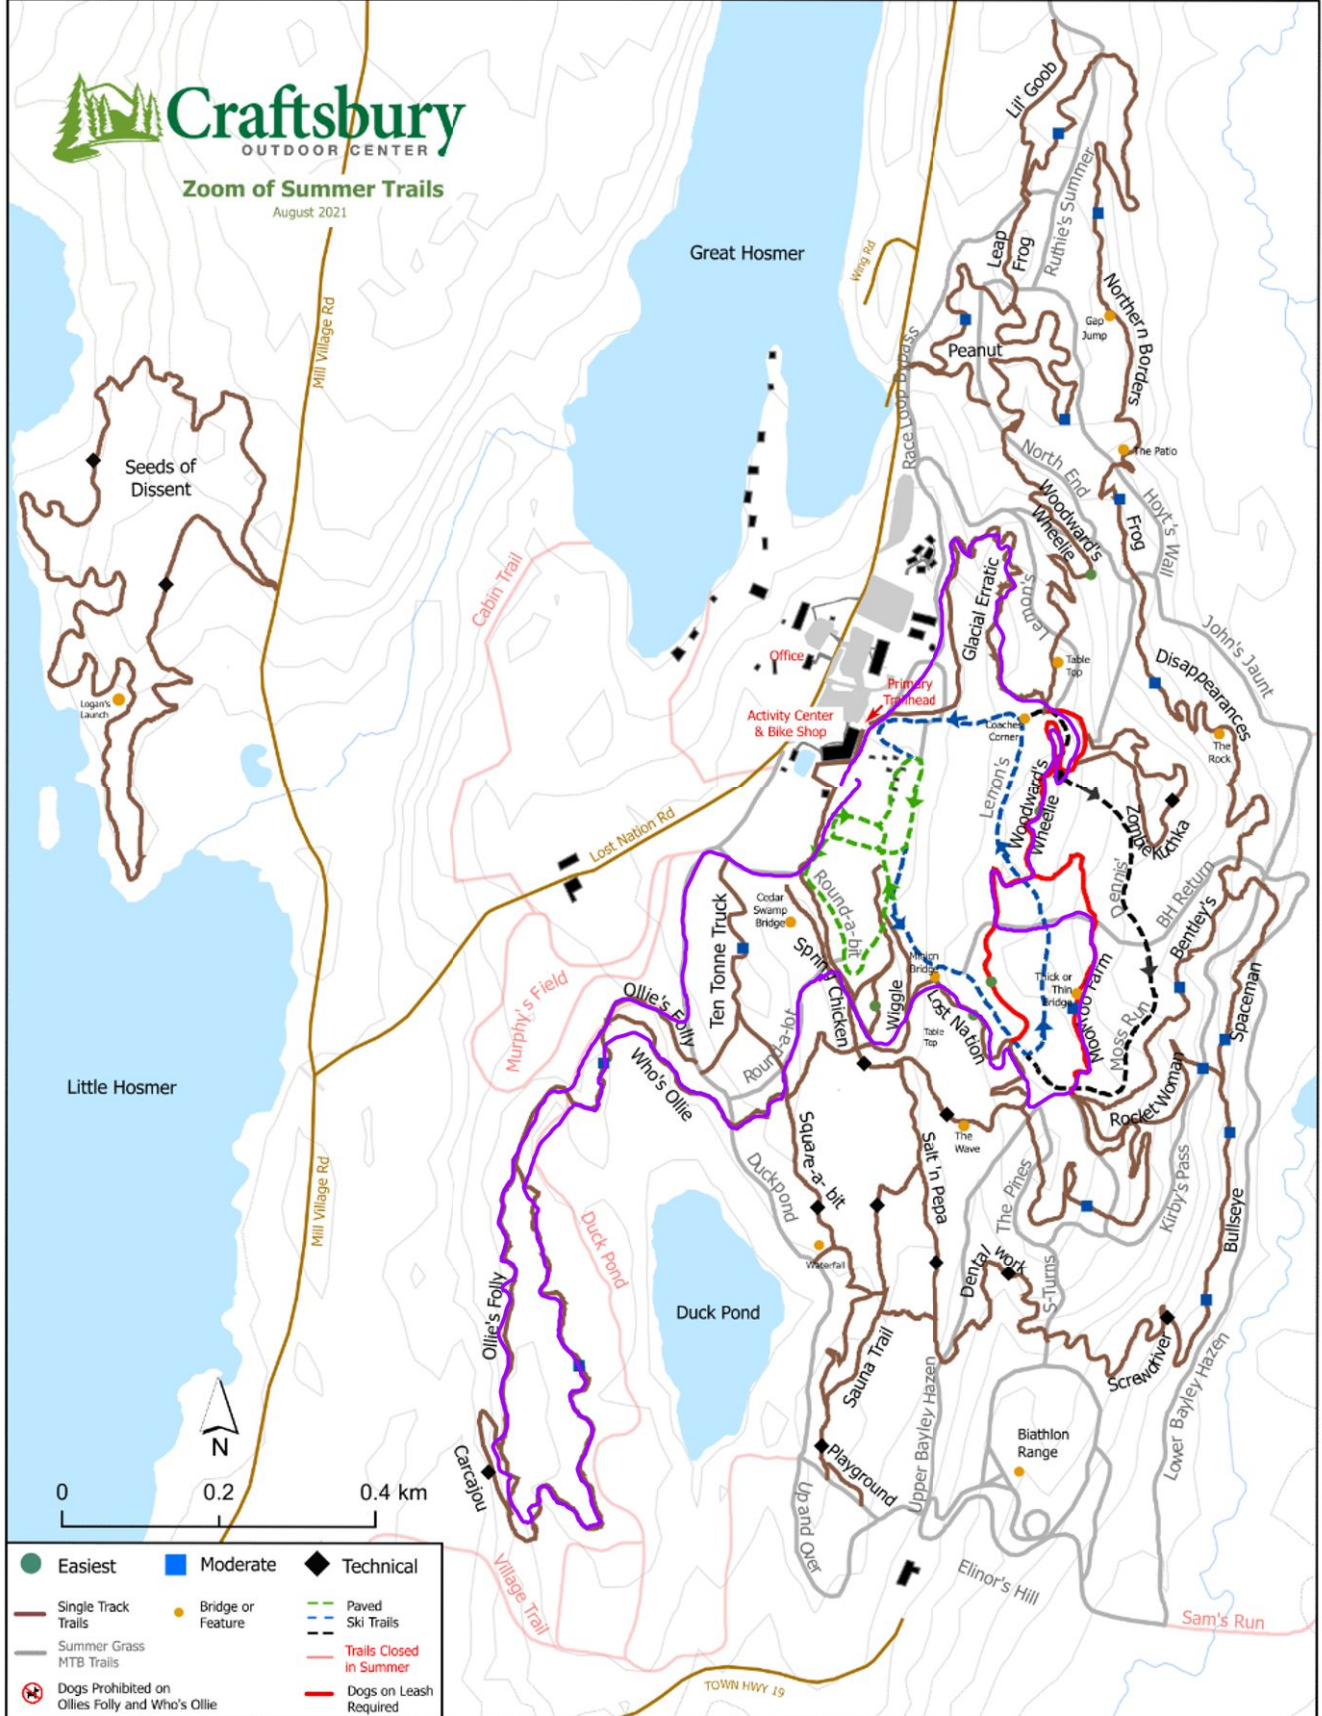 Craftsbury
OUTDOOR CENTER
Zoom of Summer Trails
August 2021
Lil' Goob
Great Hosmer
Wing Rd
Leap
Frog
Ruthie's Summer
Mill Village Rd
Northern Borders
Gap
Jump
Peanut
Race Loop Bypass
The Patio
North End
Seeds of
Dissent
Woodward's
Wheelie
Frog
Hoyt's Wall
Cabin Trail
Glacial Erratic
Lemon's
John's Jaunt
Office
Table
Top
Disappearances
Primary
Trailhead
Logan's
Launch
Activity Center
& Bike Shop
Coaches
Corner
The
Rock
Lemon's
Woodward's
Wheelie
Lost Nation Rd
Dennis'
BH Return
Round-a-bit
Cedar
Swamp
Bridge
Ten Tonne Truck
Bentley's
Spring Chicken
Minion
Bridge
Thick or
Thin
Bridge
Moo Moo Farm
Murphy's Field
Ollie's Folly
Wiggle
Lost Nation
Table
Top
Spaceman
Round-a-lot
Moss Run
Who's Ollie
Little Hosmer
Rocket Woman
Square-a- bit
The
Wave
Salt 'n Pepa
Mill Village Rd
Duckpond
The Pines
Kirby's Pass
Bullseye
Duck Pond
Waterfall
Dental work
S-Turns
Ollie's Folly
Duck Pond
Sauna Trail
Screwdriver
Lower Bayley Hazen
Upper Bayley Hazen
N
Carcajou
Biathlon
Range
Playground
0 0.2 0.4 km
Up and Over
Elinor's Hill
Village Trail
Sam's Run
TOWN HWY 19
Easiest Moderate Technical
Single Track
Trails
Bridge or
Feature
Paved
Ski Trails
Summer Grass
MTB Trails
Trails Closed
in Summer
Dogs Prohibited on
Ollies Folly and Who's Ollie
Dogs on Leash
Required